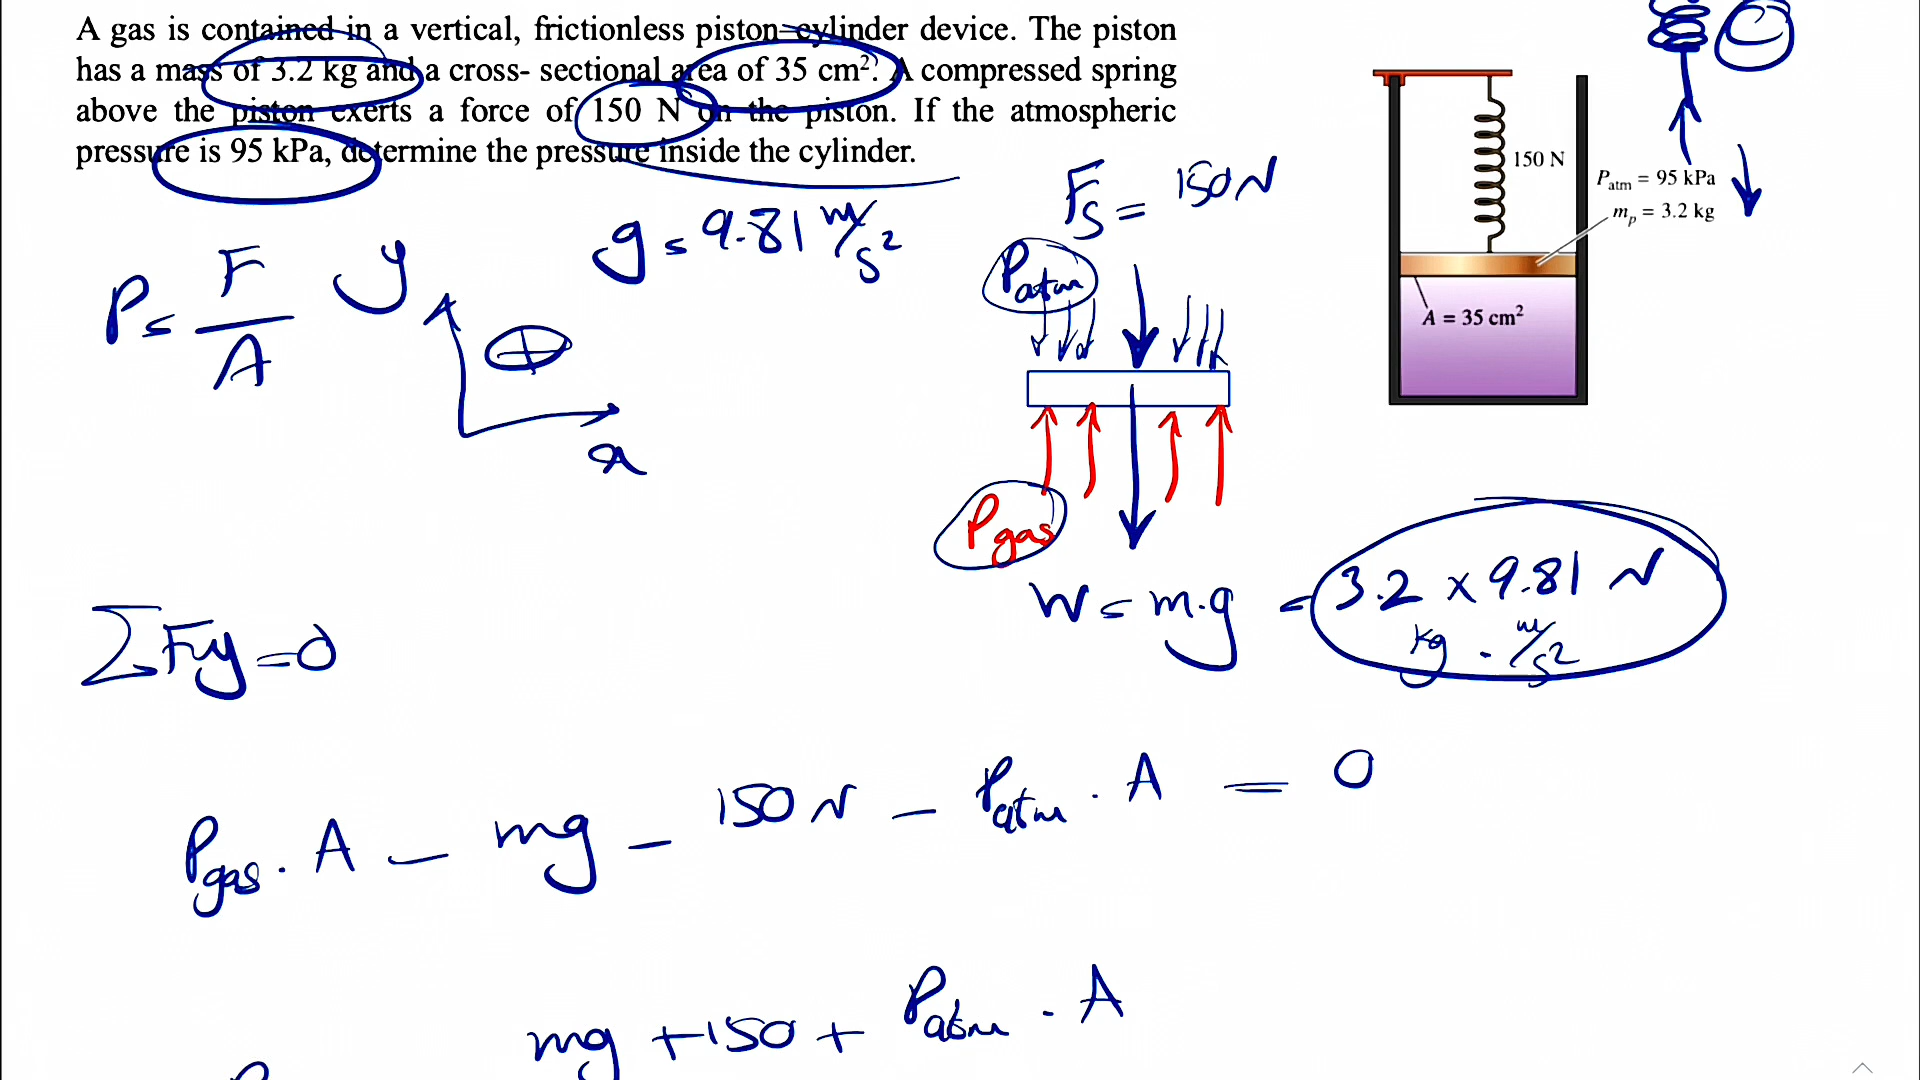 A gas is contained in a vertical, frictionless piston-cylinder device. The piston
has a mass of 3.2 kg and a cross- sectional area of 35 cm². A compressed spring
above the piston exerts a force of 150 N on the piston. If the atmospheric
pressure is 95 kPa, determine the pressure inside the cylinder.
150 N
Patm = 95 kPa
mp = 3.2 kg
A = 35 cm²
P = F / A
y
x
g = 9.81 m/s²
Fs = 150 N
Patm
Pgas
W = m.g = 3.2 x 9.81 N
kg . m/s²
ΣFy = 0
Pgas . A - mg - 150 N - Patm . A = 0
mg + 150 + Patm . A